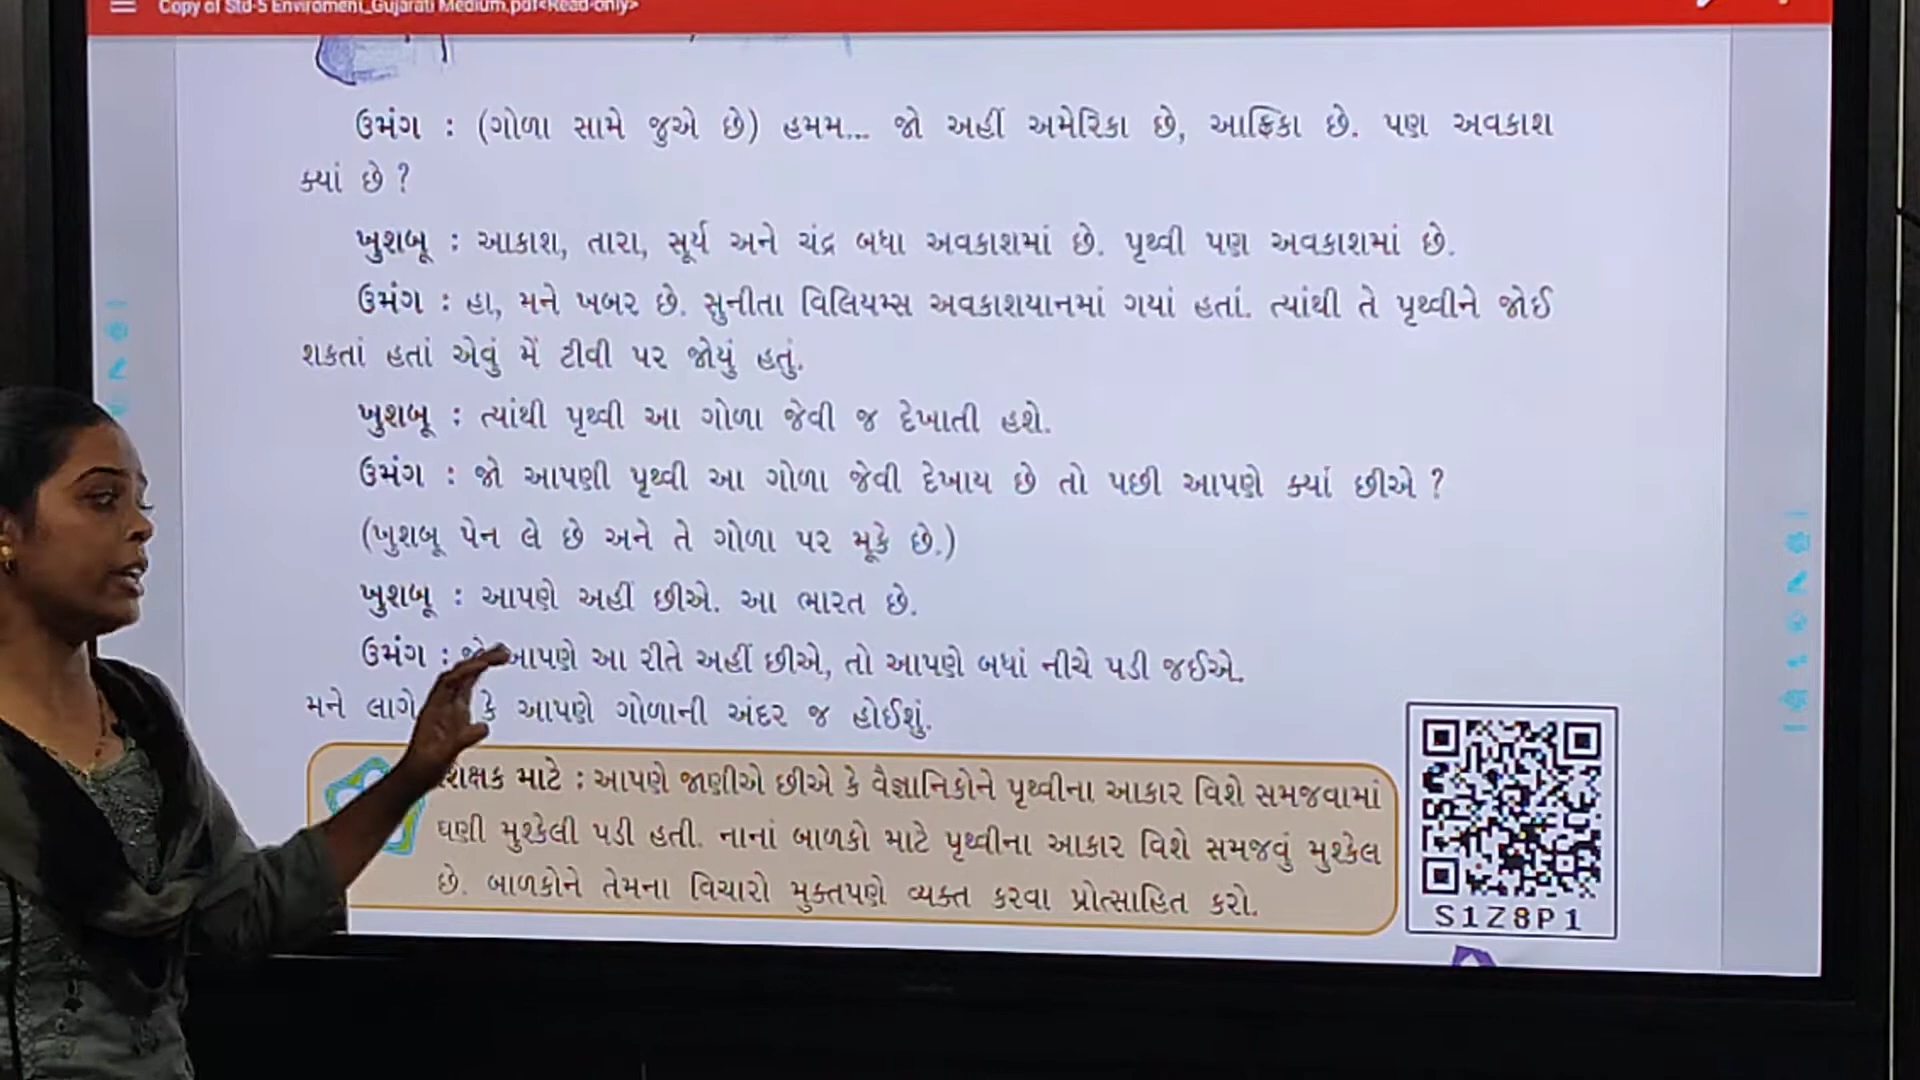 Copy of Std-5 Enviroment_Gujarati Medium.pdf<Read-only>
ઉમંગ : (ગોળા સામે જુએ છે) હમમ... જો અહીં અમેરિકા છે, આફ્રિકા છે. પણ અવકાશ
ક્યાં છે ?
ખુશબૂ : આકાશ, તારા, સૂર્ય અને ચંદ્ર બધા અવકાશમાં છે. પૃથ્વી પણ અવકાશમાં છે.
ઉમંગ : હા, મને ખબર છે. સુનીતા વિલિયમ્સ અવકાશયાનમાં ગયાં હતાં. ત્યાંથી તે પૃથ્વીને જોઈ
શકતાં હતાં એવું મેં ટીવી પર જોયું હતું.
ખુશબૂ : ત્યાંથી પૃથ્વી આ ગોળા જેવી જ દેખાતી હશે.
ઉમંગ : જો આપણી પૃથ્વી આ ગોળા જેવી દેખાય છે તો પછી આપણે ક્યાં છીએ ?
(ખુશબૂ પેન લે છે અને તે ગોળા પર મૂકે છે.)
ખુશબૂ : આપણે અહીં છીએ. આ ભારત છે.
ઉમંગ : જો આપણે આ રીતે અહીં છીએ, તો આપણે બધાં નીચે પડી જઈએ.
મને લાગે કે આપણે ગોળાની અંદર જ હોઈશું.
શિક્ષક માટે : આપણે જાણીએ છીએ કે વૈજ્ઞાનિકોને પૃથ્વીના આકાર વિશે સમજવામાં
ઘણી મુશ્કેલી પડી હતી. નાનાં બાળકો માટે પૃથ્વીના આકાર વિશે સમજવું મુશ્કેલ
છે. બાળકોને તેમના વિચારો મુક્તપણે વ્યક્ત કરવા પ્રોત્સાહિત કરો.
S1Z8P1